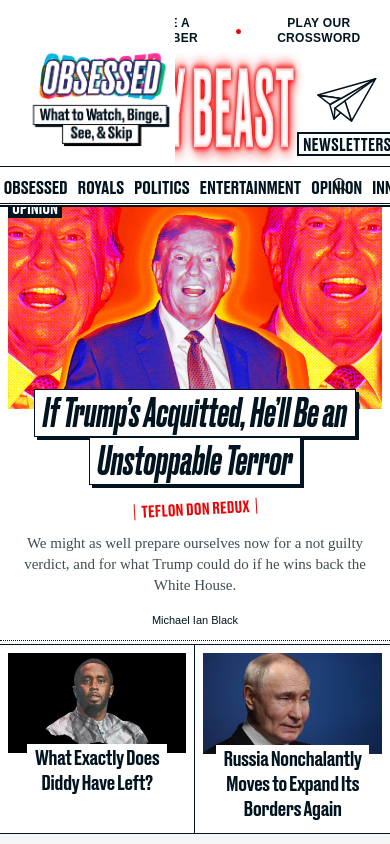 E A
BER
PLAY OUR
CROSSWORD
OBSESSED
What to Watch, Binge,
See, & Skip
Y BEAST
NEWSLETTERS
OBSESSED ROYALS POLITICS ENTERTAINMENT OPINION INN
OPINION
If Trump's Acquitted, He'll Be an
Unstoppable Terror
TEFLON DON REDUX
We might as well prepare ourselves now for a not guilty
verdict, and for what Trump could do if he wins back the
White House.
Michael Ian Black
What Exactly Does
Diddy Have Left?
Russia Nonchalantly
Moves to Expand Its
Borders Again